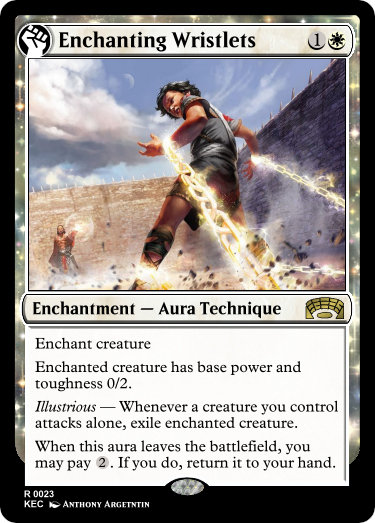 Enchanting Wristlets 1
Enchantment — Aura Technique
Enchant creature
Enchanted creature has base power and
toughness 0/2.
Illustrious — Whenever a creature you control
attacks alone, exile enchanted creature.
When this aura leaves the battlefield, you
may pay 2. If you do, return it to your hand.
R 0023
KEC Anthony Argetntin